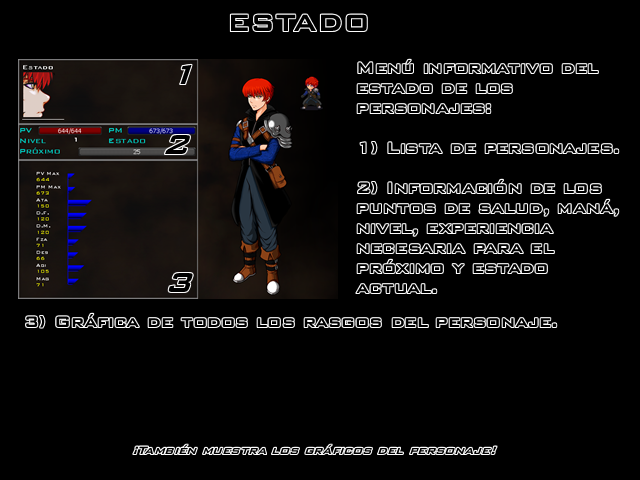 ESTADO
Estado
1
PV 644/644 PM 673/673
Nivel 1 Estado
Próximo 25
2
PV Max
644
PM Max
673
Ata
150
D.F.
120
D.M.
120
Fza
71
Des
66
Agi
105
Mag
71
3
Menú informativo del
estado de los
personajes:
1) Lista de personajes.
2) Información de los
puntos de salud, maná,
nivel, experiencia
necesaria para el
próximo y estado
actual.
3) Gráfica de todos los rasgos del personaje.
¡También muestra los gráficos del personaje!